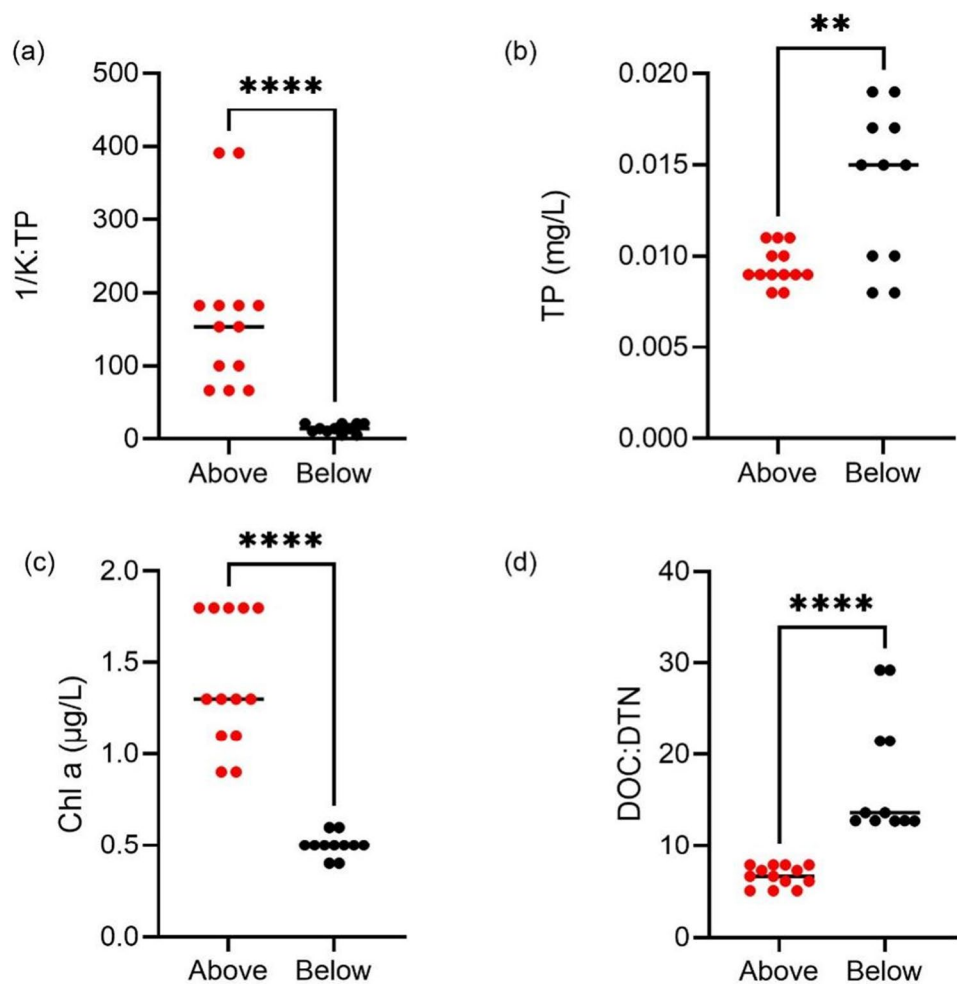 (a)
****
500
400
300
200
100
0
1/K:TP
Above Below
(b)
**
0.020
0.015
0.010
0.005
0.000
TP (mg/L)
Above Below
(c)
****
2.0
1.5
1.0
0.5
0.0
Chl a (µg/L)
Above Below
(d)
****
40
30
20
10
0
DOC:DTN
Above Below